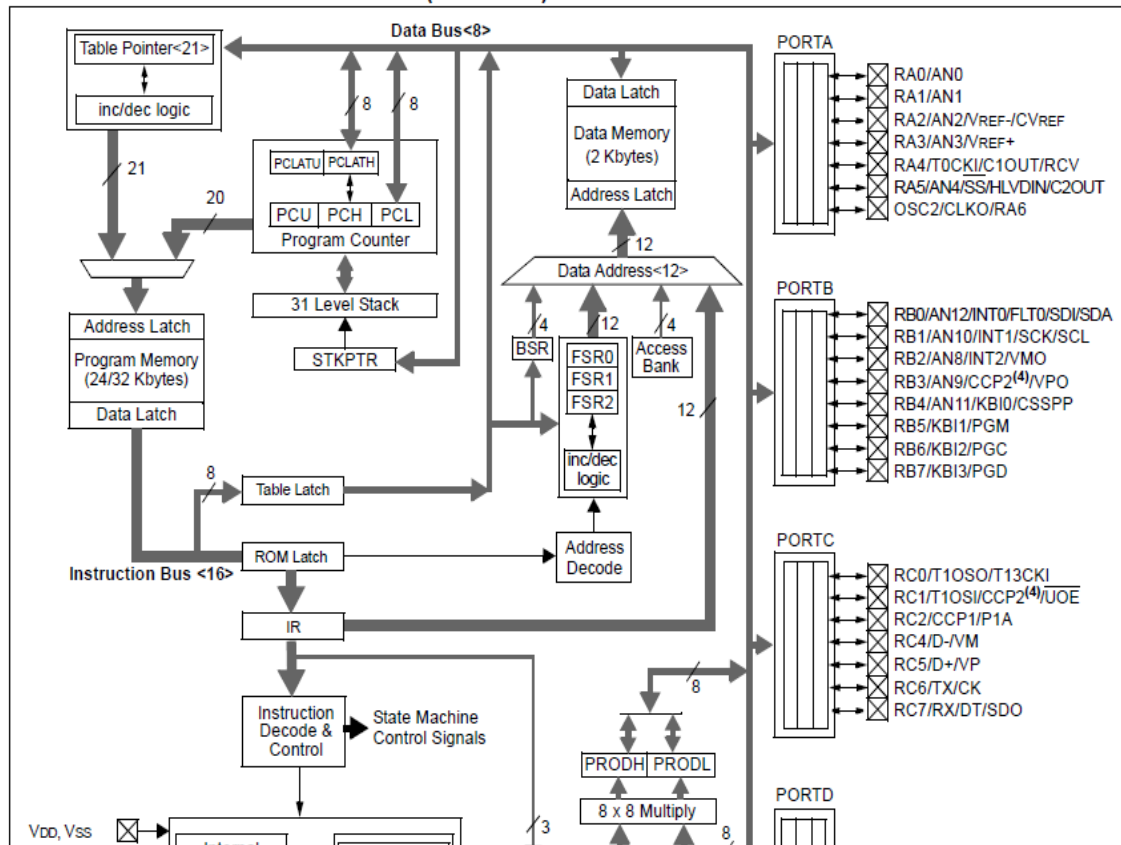 Data Bus<8>
Table Pointer<21>
inc/dec logic
21
20
8
8
PCLATU PCLATH
PCU PCH PCL
Program Counter
31 Level Stack
STKPTR
Address Latch
Program Memory
(24/32 Kbytes)
Data Latch
8
Table Latch
Instruction Bus <16>
ROM Latch
IR
Instruction
Decode &
Control
State Machine
Control Signals
VDD, VSS
3
Data Latch
Data Memory
(2 Kbytes)
Address Latch
12
Data Address<12>
4
12
4
BSR
FSR0
FSR1
FSR2
inc/dec
logic
Access
Bank
12
Address
Decode
8
PRODH PRODL
8 x 8 Multiply
8
PORTA
RA0/AN0
RA1/AN1
RA2/AN2/VREF-/CVREF
RA3/AN3/VREF+
RA4/T0CKI/C1OUT/RCV
RA5/AN4/SS/HLVDIN/C2OUT
OSC2/CLKO/RA6
PORTB
RB0/AN12/INT0/FLT0/SDI/SDA
RB1/AN10/INT1/SCK/SCL
RB2/AN8/INT2/VMO
RB3/AN9/CCP2(4)/VPO
RB4/AN11/KBI0/CSSPP
RB5/KBI1/PGM
RB6/KBI2/PGC
RB7/KBI3/PGD
PORTC
RC0/T1OSO/T13CKI
RC1/T1OSI/CCP2(4)/UOE
RC2/CCP1/P1A
RC4/D-/VM
RC5/D+/VP
RC6/TX/CK
RC7/RX/DT/SDO
PORTD